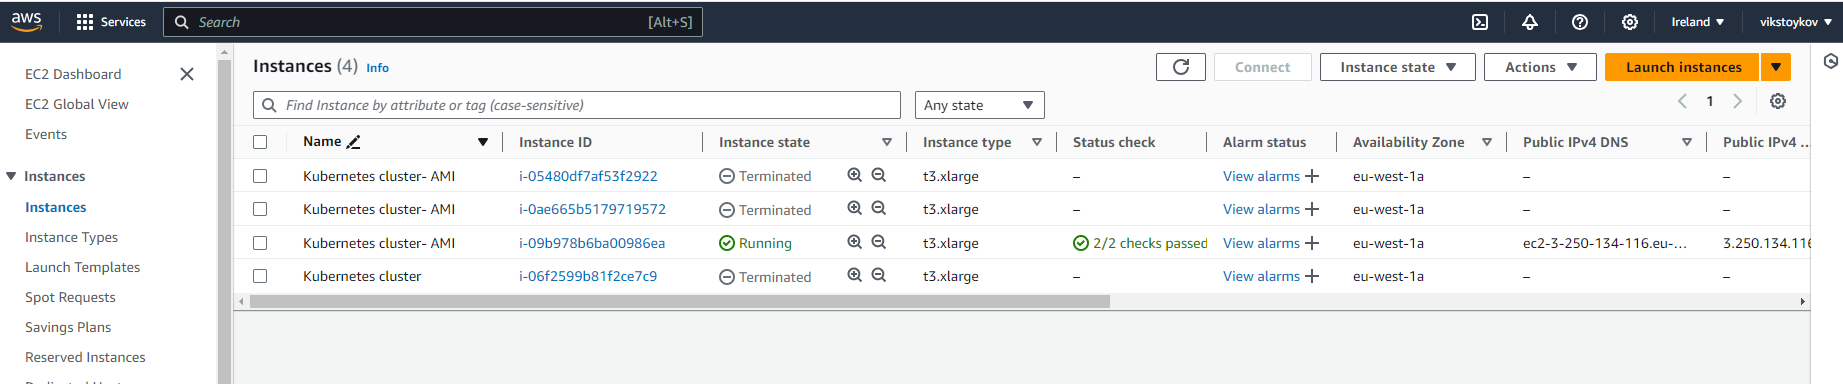 aws Services Search [Alt+S] Ireland vikstoykov
EC2 Dashboard
EC2 Global View
Events
Instances
Instances
Instance Types
Launch Templates
Spot Requests
Savings Plans
Reserved Instances
Instances (4) Info Connect Instance state Actions Launch instances
Find Instance by attribute or tag (case-sensitive) Any state 1
Name Instance ID Instance state Instance type Status check Alarm status Availability Zone Public IPv4 DNS Public IPv4 ...
Kubernetes cluster- AMI i-05480df7af53f2922 Terminated t3.xlarge – View alarms + eu-west-1a – –
Kubernetes cluster- AMI i-0ae665b5179719572 Terminated t3.xlarge – View alarms + eu-west-1a – –
Kubernetes cluster- AMI i-09b978b6ba00986ea Running t3.xlarge 2/2 checks passed View alarms + eu-west-1a ec2-3-250-134-116.eu-... 3.250.134.116
Kubernetes cluster i-06f2599b81f2ce7c9 Terminated t3.xlarge – View alarms + eu-west-1a – –